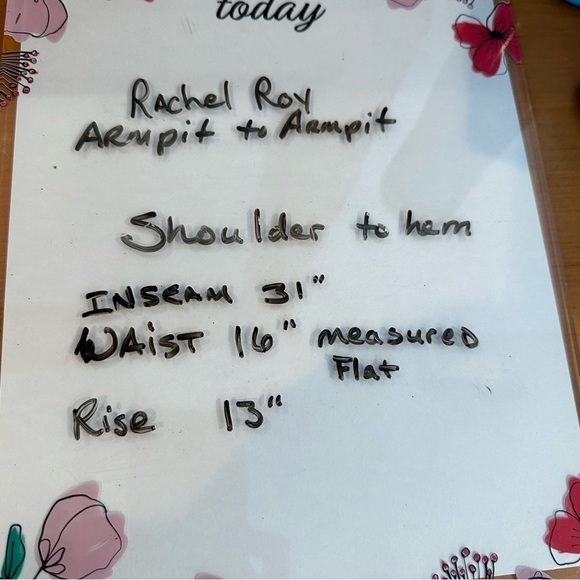 today
Rachel Roy
Armpit to Armpit
Shoulder to hem
INSEAM 31"
WAIST 16" measured
Flat
Rise 13"